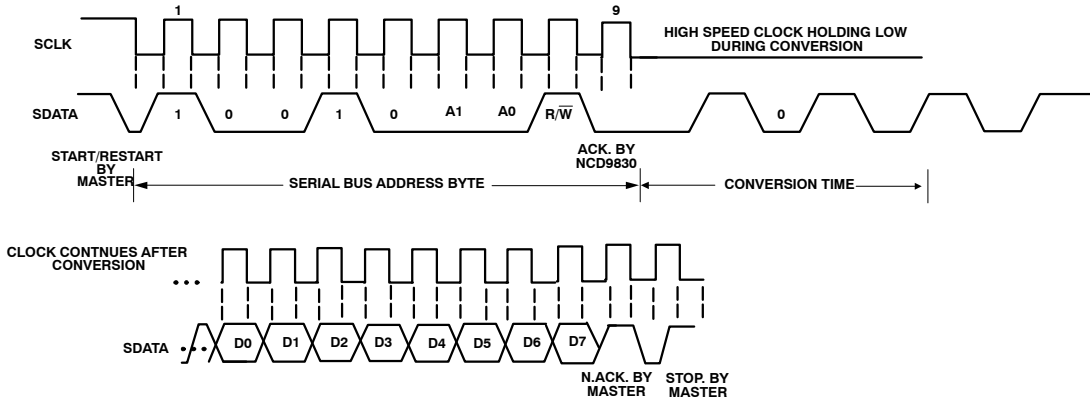 1 9
SCLK
HIGH SPEED CLOCK HOLDING LOW
DURING CONVERSION
SDATA 1 0 0 1 0 A1 A0 R/W̅ 0
START/RESTART
BY
MASTER
ACK. BY
NCD9830
SERIAL BUS ADDRESS BYTE
CONVERSION TIME
CLOCK CONTNUES AFTER
CONVERSION
• • •
SDATA • • • D0 D1 D2 D3 D4 D5 D6 D7
N.ACK. BY
MASTER
STOP. BY
MASTER